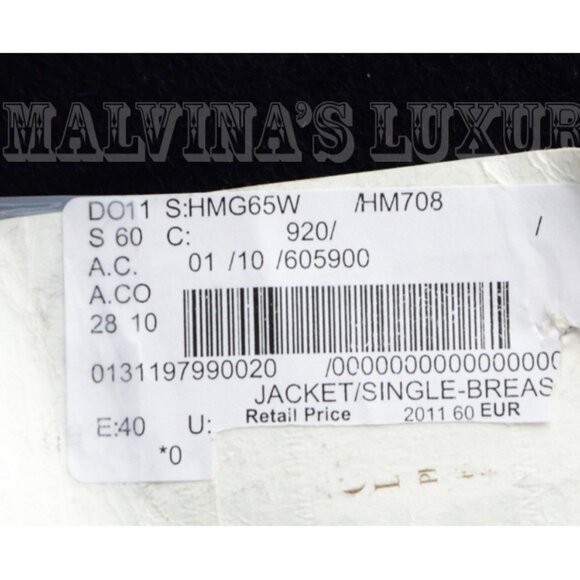 MALVINA'S LUXUR
DO11 S:HMG65W /HM708
S 60 C: 920/ /
A.C. 01 /10 /605900
A.CO
28 10
0131197990020 /0000000000000000
JACKET/SINGLE-BREAS
E:40 U: Retail Price 2011 60 EUR
*0